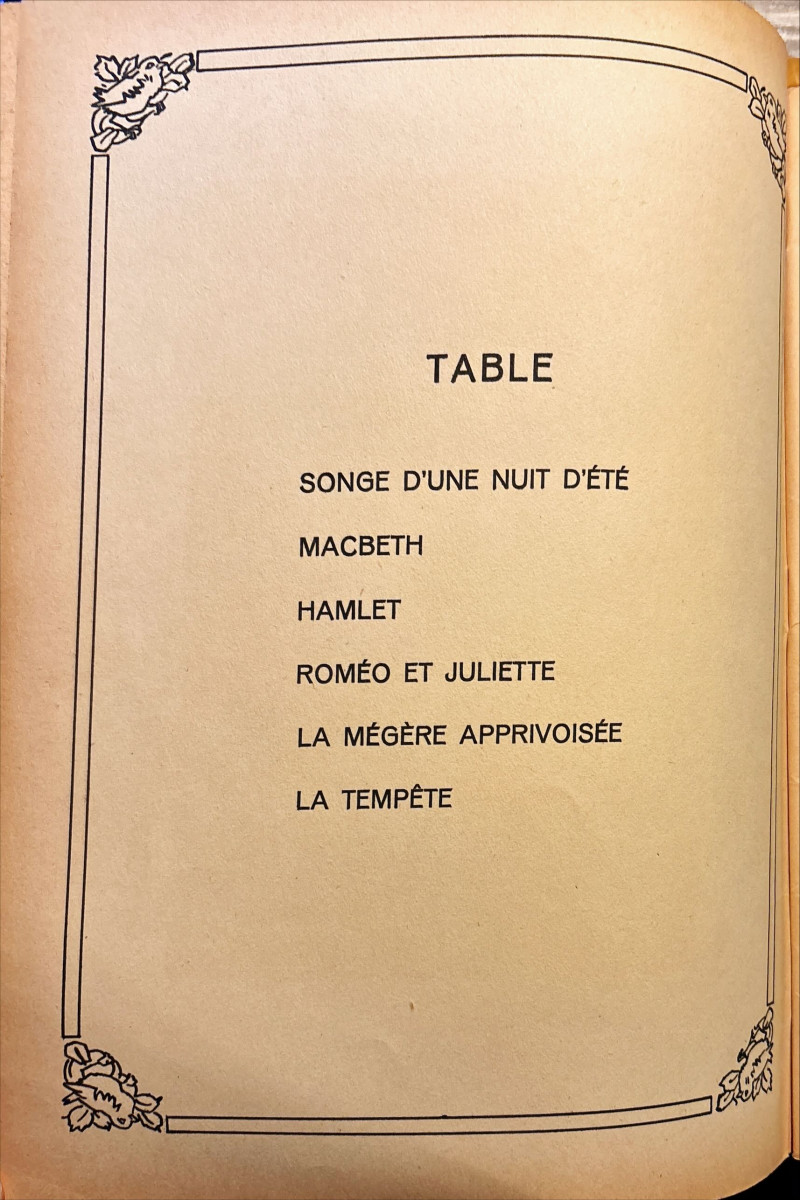 TABLE
SONGE D'UNE NUIT D'ÉTÉ
MACBETH
HAMLET
ROMÉO ET JULIETTE
LA MÉGÈRE APPRIVOISÉE
LA TEMPÊTE